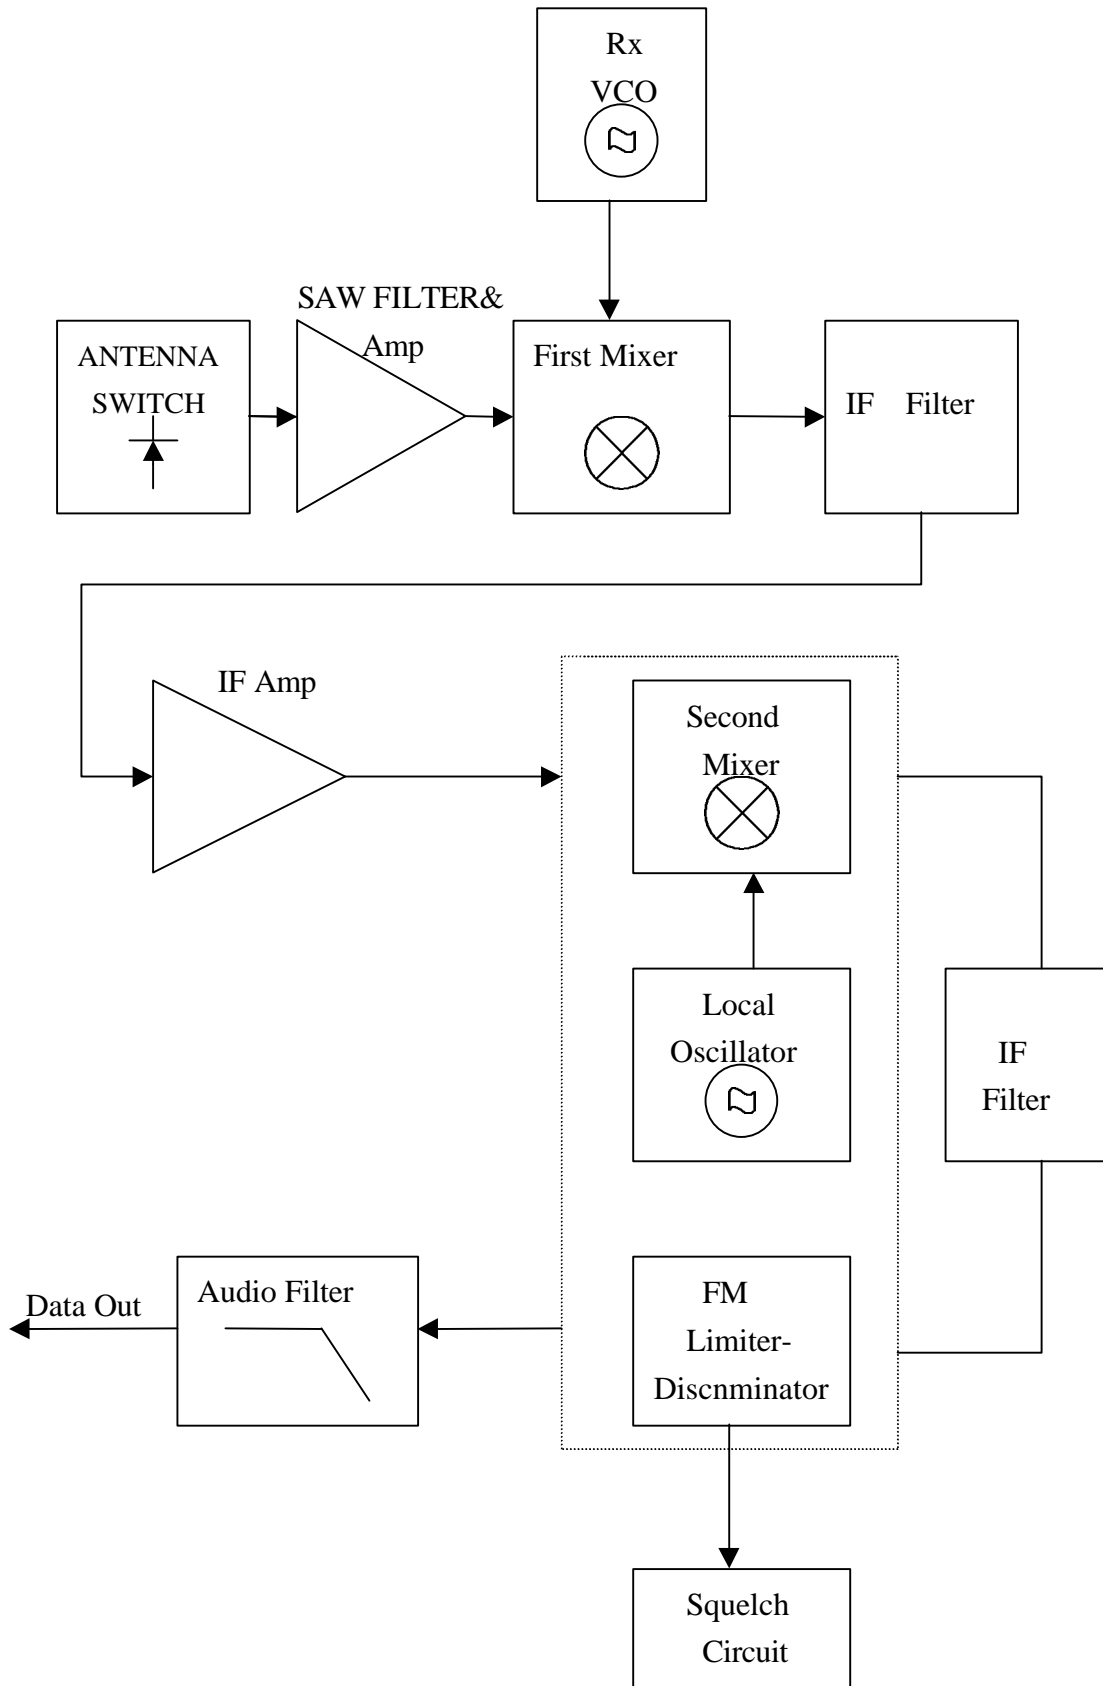 Rx
VCO
SAW FILTER&
Amp
ANTENNA
SWITCH
First Mixer
IF Filter
IF Amp
Second
Mixer
Local
Oscillator
IF
Filter
Data Out
Audio Filter
FM
Limiter-
Discnminator
Squelch
Circuit